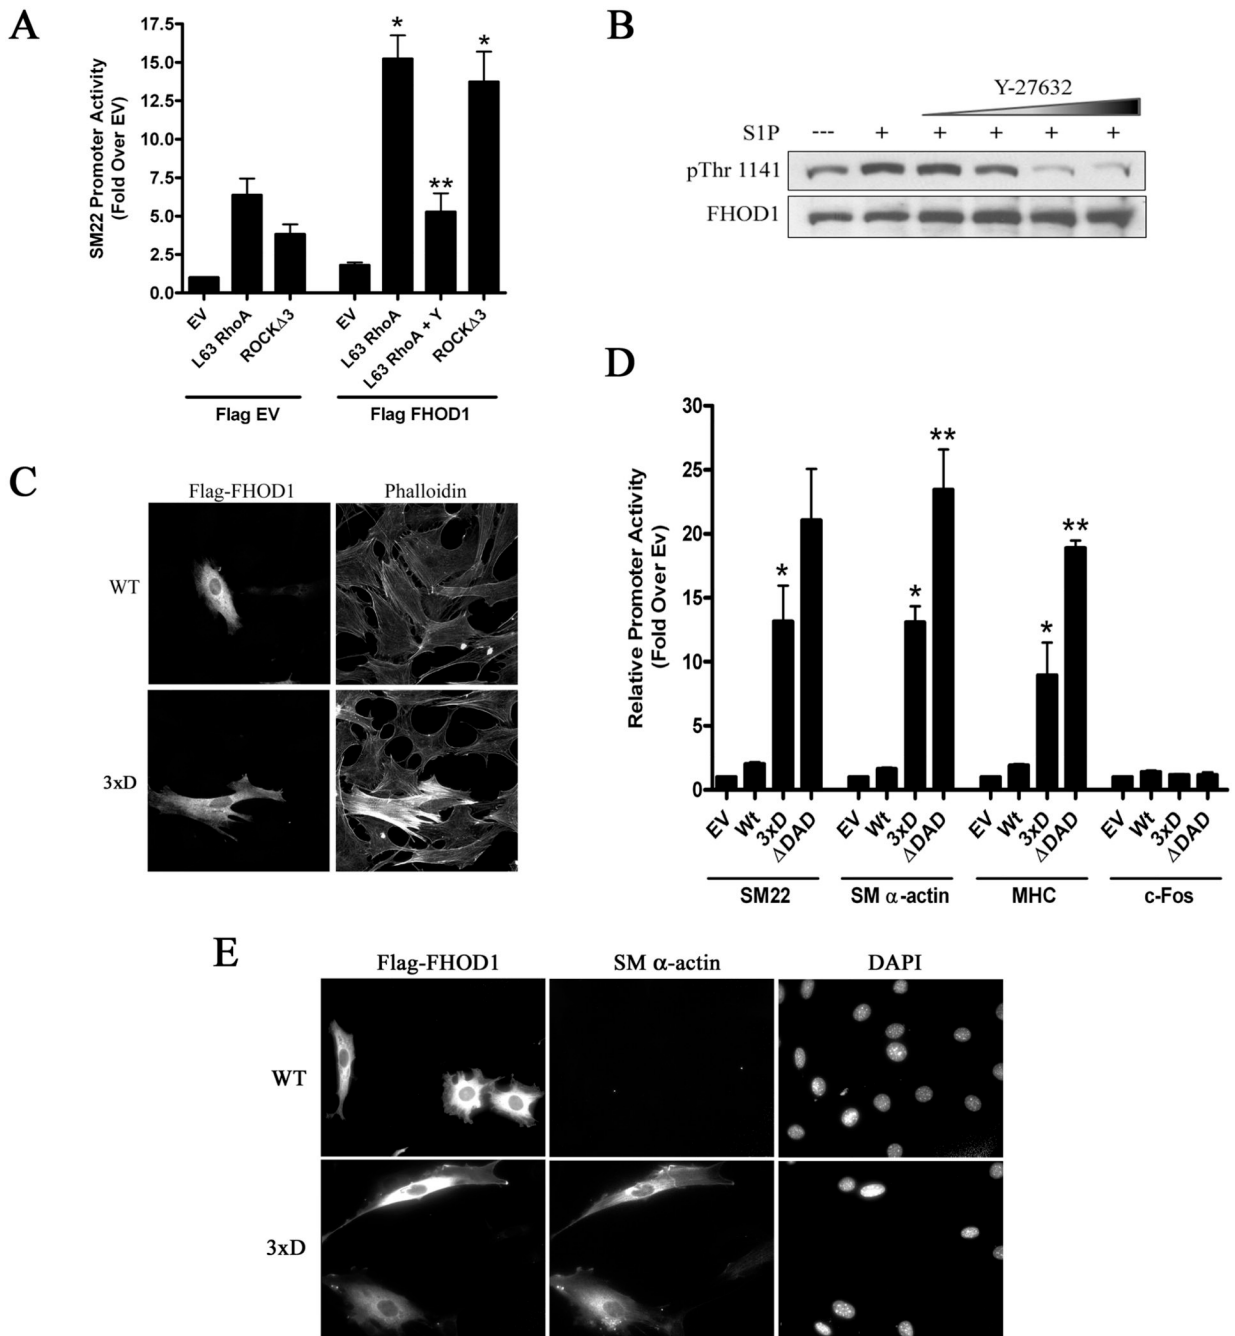 A
17.5
15.0
12.5
10.0
7.5
5.0
2.5
0.0
SM22 Promoter Activity
(Fold Over EV)
*
**
*
EV
L63 RhoA
ROCKΔ3
EV
L63 RhoA
L63 RhoA + Y
ROCKΔ3
Flag EV
Flag FHOD1
B
Y-27632
S1P --- + + + + +
pThr 1141
FHOD1
C
Flag-FHOD1 Phalloidin
WT
3xD
D
30
25
20
15
10
5
0
Relative Promoter Activity
(Fold Over Ev)
*
*
**
*
**
EV
Wt
3xD
ΔDAD
EV
Wt
3xD
ΔDAD
EV
Wt
3xD
ΔDAD
EV
Wt
3xD
ΔDAD
SM22
SM α-actin
MHC
c-Fos
E
Flag-FHOD1 SM α-actin DAPI
WT
3xD